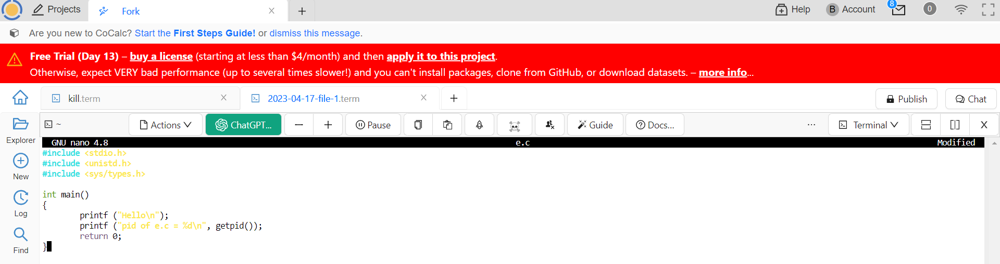 Projects Fork X + Help B Account 8 0
Are you new to CoCalc? Start the First Steps Guide! or dismiss this message.
Free Trial (Day 13) – buy a license (starting at less than $4/month) and then apply it to this project.
Otherwise, expect VERY bad performance (up to several times slower!) and you can't install packages, clone from GitHub, or download datasets. – more info...
kill.term X 2023-04-17-file-1.term X + Publish Chat
~ Actions ChatGPT... — + Pause Guide Docs... ... Terminal X
Explorer
New
Log
Find
GNU nano 4.8 e.c Modified
#include <stdio.h>
#include <unistd.h>
#include <sys/types.h>
int main()
{
printf ("Hello\n");
printf ("pid of e.c = %d\n", getpid());
return 0;
}